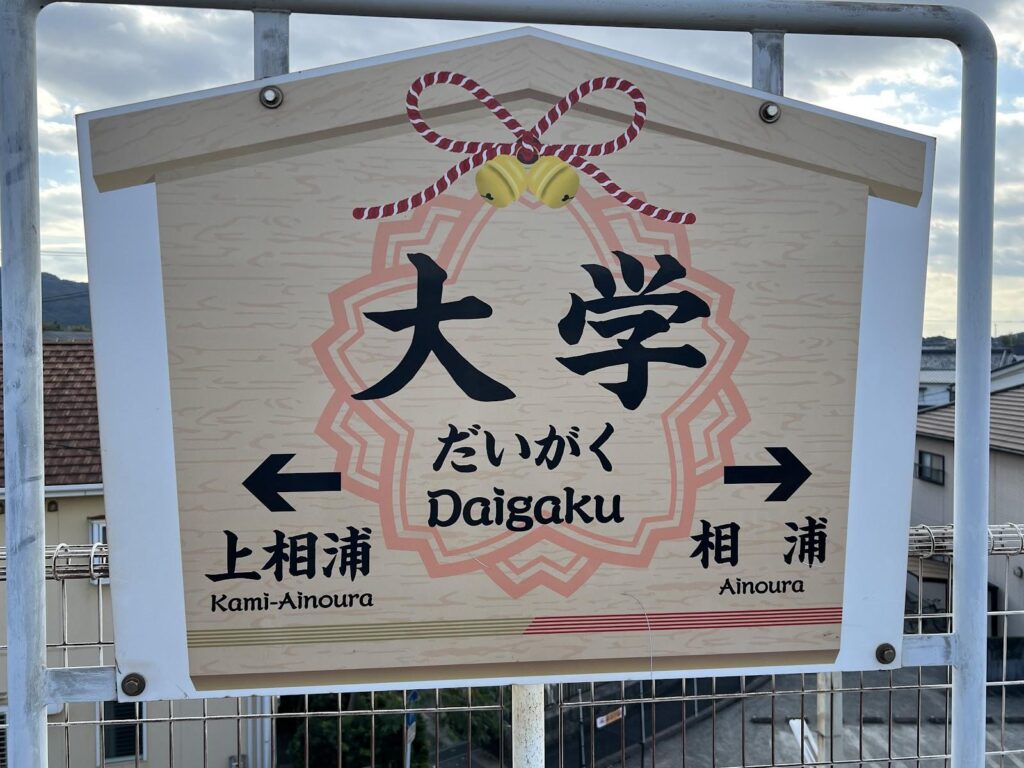 大学
だいがく
Daigaku
← →
上相浦 相浦
Kami-Ainoura Ainoura